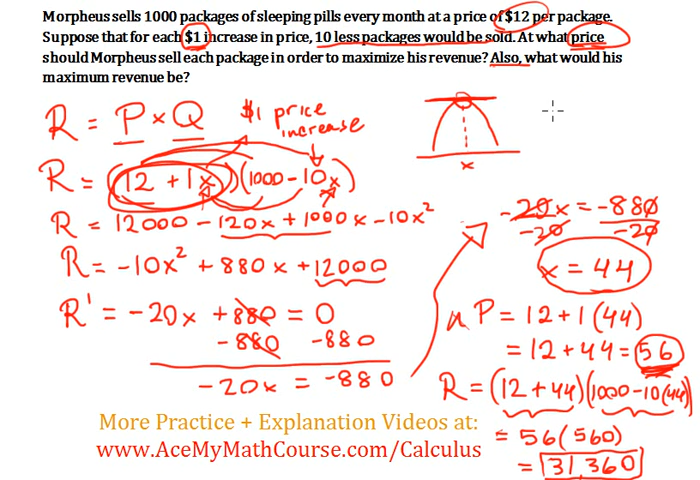 Morpheus sells 1000 packages of sleeping pills every month at a price of $12 per package.
Suppose that for each $1 increase in price, 10 less packages would be sold. At what price
should Morpheus sell each package in order to maximize his revenue? Also, what would his
maximum revenue be?
R = P × Q
$1 price
increase
R = (12 + 1x)(1000 - 10x)
R = 12000 - 120x + 1000x - 10x²
R = -10x² + 880x + 12000
R' = -20x + 880 = 0
- 880 -880
-20x = -880
x
-20x = -880
-20 -20
x = 44
P = 12 + 1(44)
= 12 + 44 = 56
R = (12 + 44)(1000 - 10(44))
= 56(560)
= 31,360
More Practice + Explanation Videos at:
www.AceMyMathCourse.com/Calculus